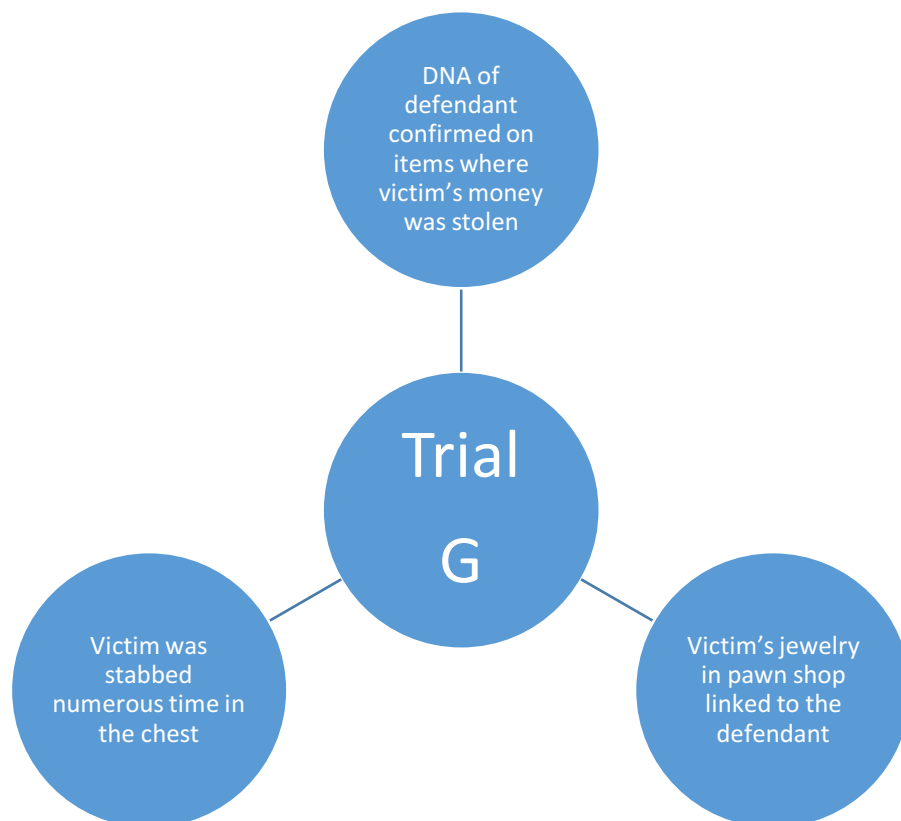 DNA of
defendant
confirmed on
items where
victim’s money
was stolen
Trial
G
Victim was
stabbed
numerous time in
the chest
Victim’s jewelry
in pawn shop
linked to the
defendant